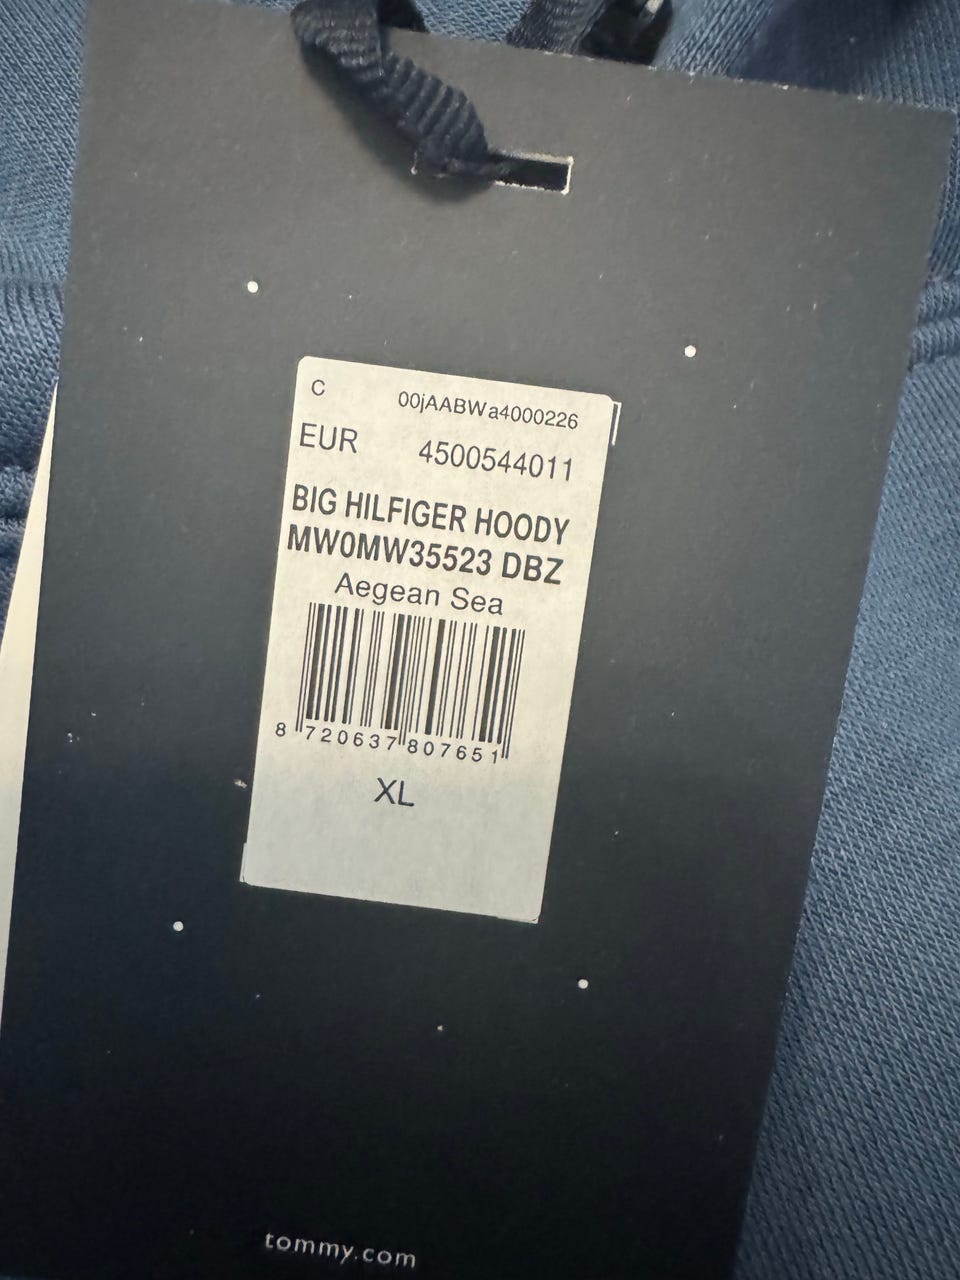 C 00jAABWa4000226
EUR 4500544011
BIG HILFIGER HOODY
MW0MW35523 DBZ
Aegean Sea
8 720637 807651
XL
tommy.com